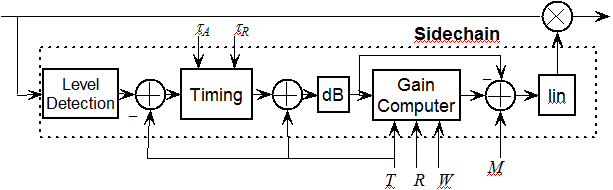 τA τR Sidechain
Level
Detection
Timing
dB
Gain
Computer
lin
−
−
T R W M